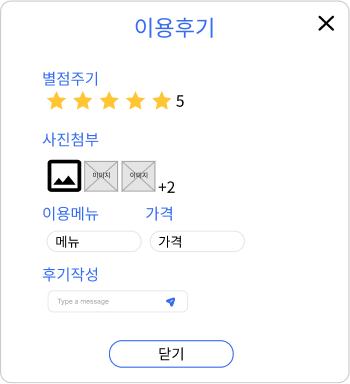 이용후기
별점주기
5
사진첨부
이미지 이미지 +2
이용메뉴 가격
메뉴 가격
후기작성
Type a message
닫기